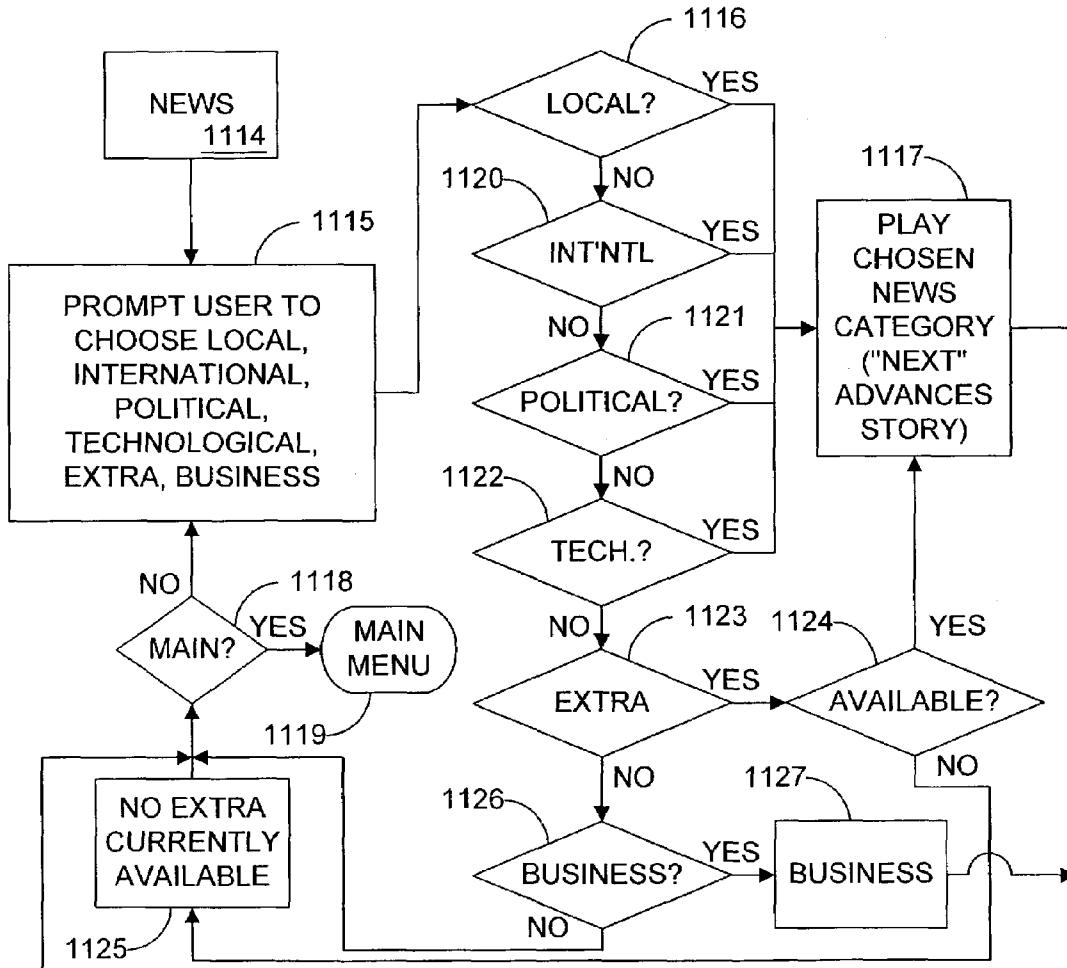 NEWS
1114
1115
PROMPT USER TO
CHOOSE LOCAL,
INTERNATIONAL,
POLITICAL,
TECHNOLOGICAL,
EXTRA, BUSINESS
1116
LOCAL?
YES
NO
1120
INT'NTL
YES
NO
1121
POLITICAL?
YES
NO
1122
TECH.?
YES
NO
1117
PLAY
CHOSEN
NEWS
CATEGORY
("NEXT"
ADVANCES
STORY)
NO
1118
MAIN?
YES
MAIN
MENU
1119
1123
EXTRA
YES
NO
1124
YES
AVAILABLE?
NO
NO EXTRA
CURRENTLY
AVAILABLE
1125
1126
BUSINESS?
YES
NO
1127
BUSINESS